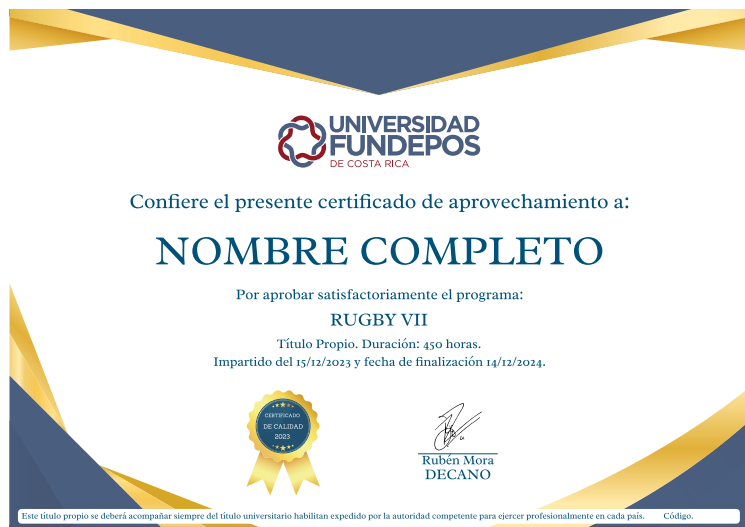 UNIVERSIDAD
FUNDEPOS
DE COSTA RICA
Confiere el presente certificado de aprovechamiento a:
NOMBRE COMPLETO
Por aprobar satisfactoriamente el programa:
RUGBY VII
Título Propio. Duración: 450 horas.
Impartido del 15/12/2023 y fecha de finalización 14/12/2024.
CERTIFICADO
DE CALIDAD
2023
Rubén Mora
DECANO
Este título propio se deberá acompañar siempre del título universitario habilitan expedido por la autoridad competente para ejercer profesionalmente en cada país. Código.